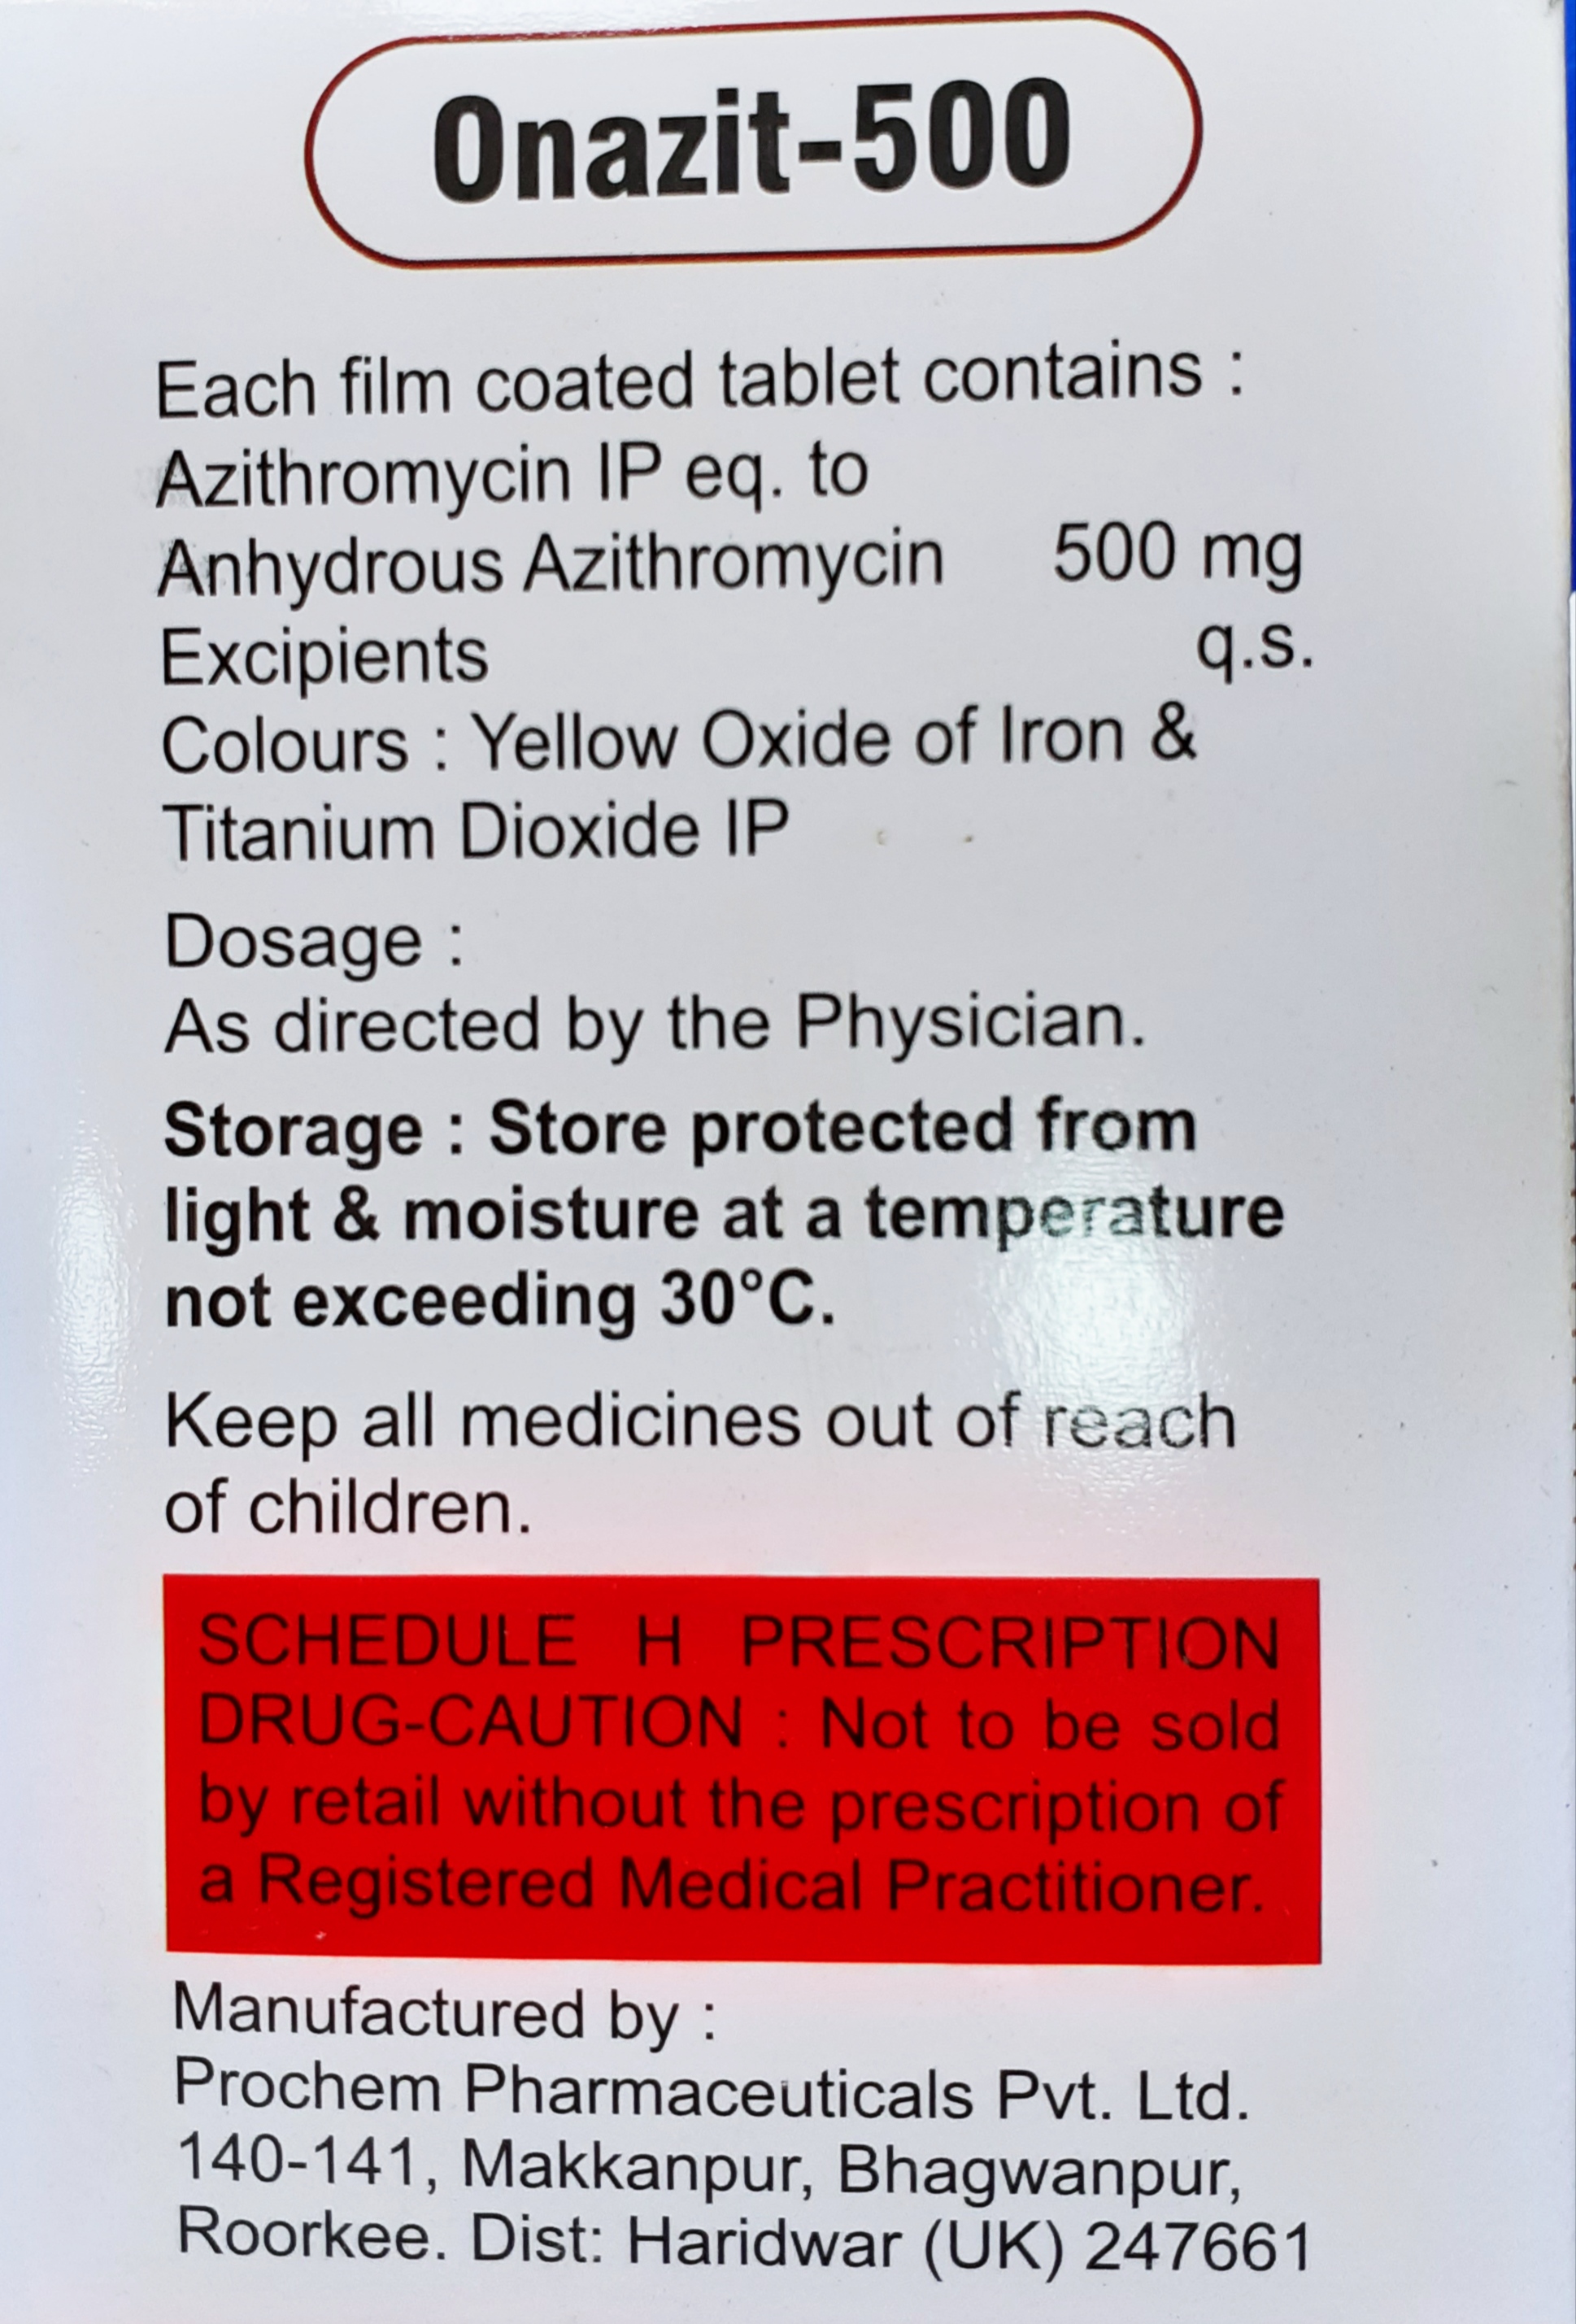 Onazit-500
Each film coated tablet contains :
Azithromycin IP eq. to
Anhydrous Azithromycin 500 mg
Excipients q.s.
Colours : Yellow Oxide of Iron &
Titanium Dioxide IP
Dosage :
As directed by the Physician.
Storage : Store protected from
light & moisture at a temperature
not exceeding 30°C.
Keep all medicines out of reach
of children.
SCHEDULE H PRESCRIPTION
DRUG-CAUTION : Not to be sold
by retail without the prescription of
a Registered Medical Practitioner.
Manufactured by :
Prochem Pharmaceuticals Pvt. Ltd.
140-141, Makkanpur, Bhagwanpur,
Roorkee. Dist: Haridwar (UK) 247661